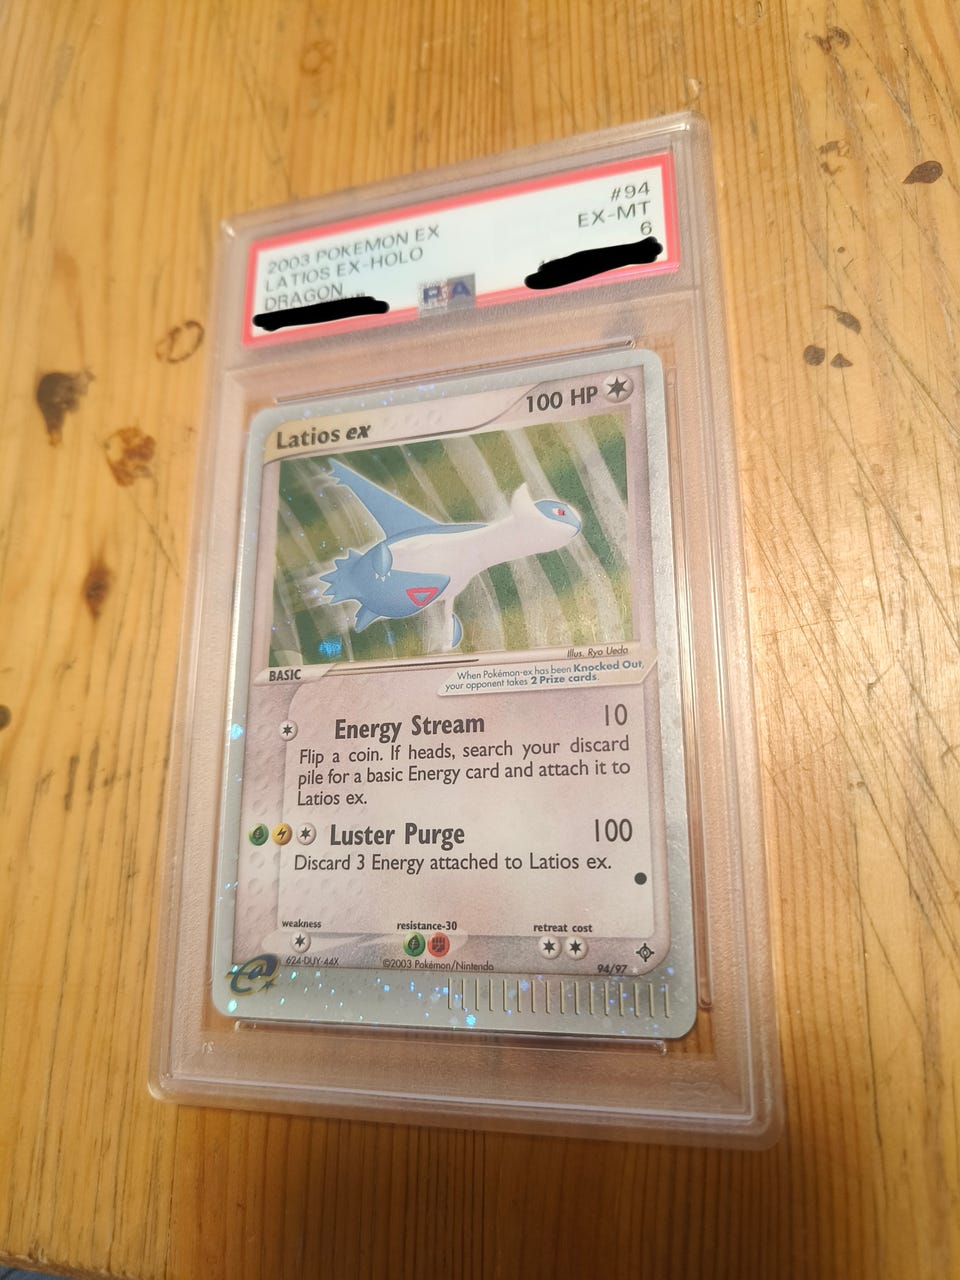 2003 POKEMON EX
#94
LATIOS EX-HOLO
EX-MT
DRAGON
6
PSA
Latios ex
100 HP
Illus. Ryo Ueda
BASIC
When Pokémon-ex has been Knocked Out,
your opponent takes 2 Prize cards.
Energy Stream 10
Flip a coin. If heads, search your discard
pile for a basic Energy card and attach it to
Latios ex.
Luster Purge 100
Discard 3 Energy attached to Latios ex.
weakness
resistance-30
retreat cost
624-DUY-44X
©2003 Pokémon/Nintendo
94/97